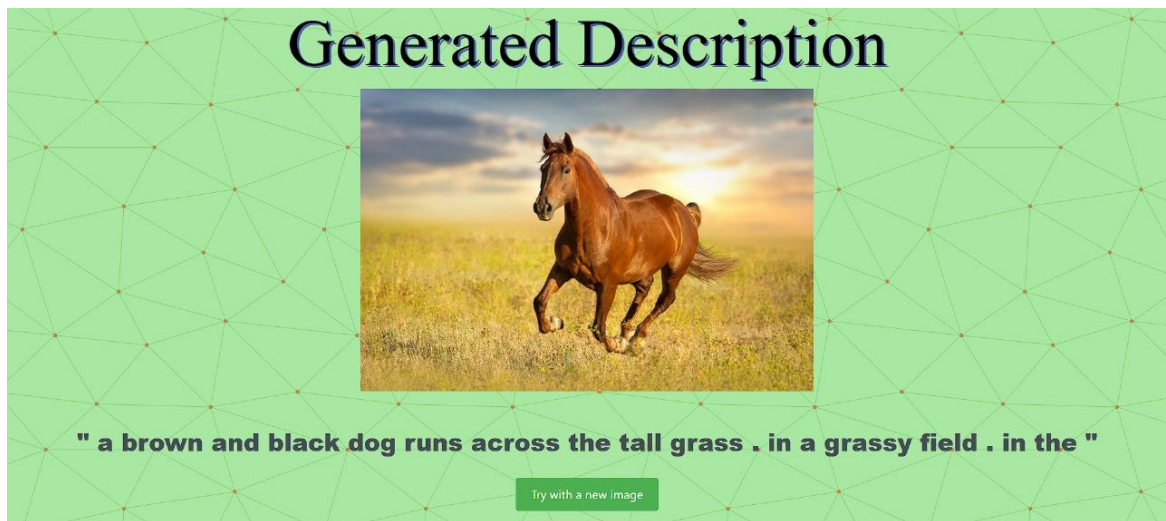 Generated Description
" a brown and black dog runs across the tall grass . in a grassy field . in the "
Try with a new image